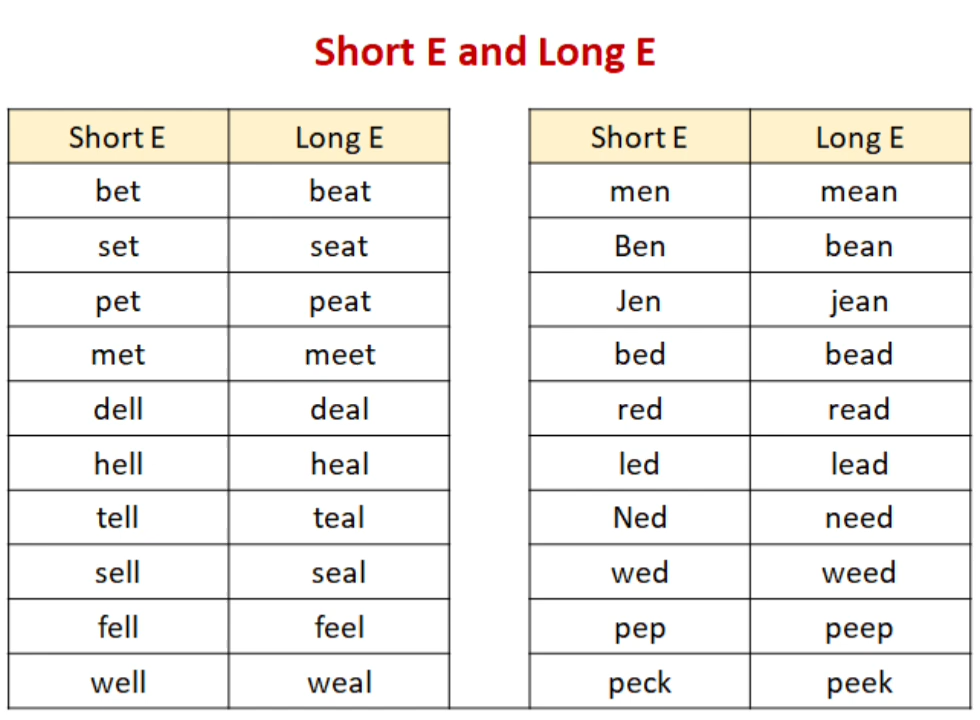 Short E and Long E
Short E Long E Short E Long E
bet beat men mean
set seat Ben bean
pet peat Jen jean
met meet bed bead
dell deal red read
hell heal led lead
tell teal Ned need
sell seal wed weed
fell feel pep peep
well weal peck peek